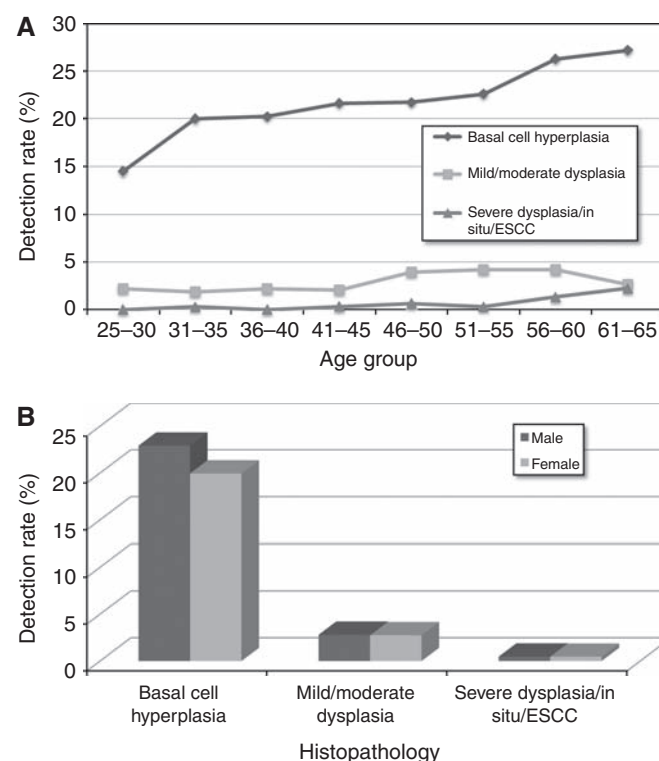 A
30
25
20
15
10
5
0
Detection rate (%)
Basal cell hyperplasia
Mild/moderate dysplasia
Severe dysplasia/in
situ/ESCC
25–30 31–35 36–40 41–45 46–50 51–55 56–60 61–65
Age group
B
25
20
15
10
5
0
Detection rate (%)
Male
Female
Basal cell
hyperplasia
Mild/moderate
dysplasia
Severe dysplasia/in
situ/ESCC
Histopathology